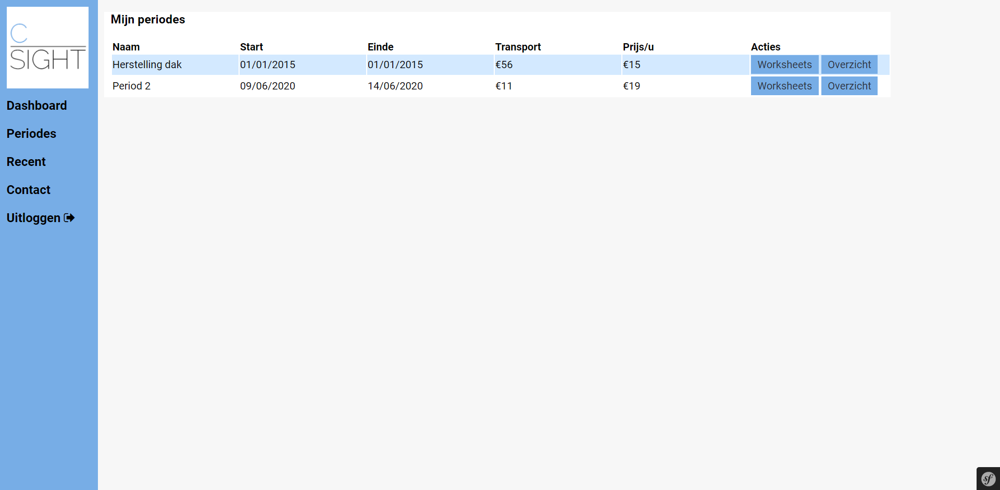 C
SIGHT
Dashboard
Periodes
Recent
Contact
Uitloggen
Mijn periodes
Naam Start Einde Transport Prijs/u Acties
Herstelling dak 01/01/2015 01/01/2015 €56 €15 Worksheets Overzicht
Period 2 09/06/2020 14/06/2020 €11 €19 Worksheets Overzicht
sf